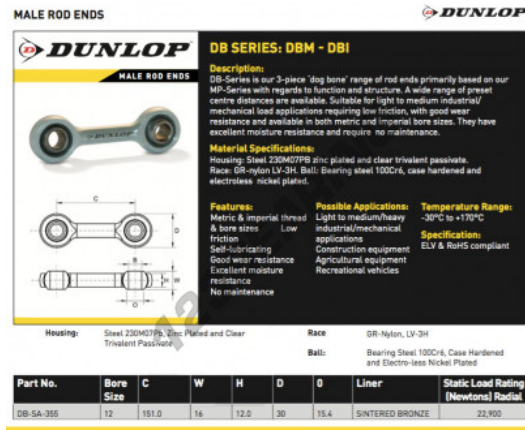 MALE ROD ENDS
DUNLOP
DUNLOP
MALE ROD ENDS
DUNLOP
DB SERIES: DBM - DBI
Description:
DB-Series is our 3-piece 'dog bone' range of rod ends primarily based on our
MP-Series with regards to function and structure. A wide range of preset
centre distances are available. Suitable for light to medium industrial/
mechanical load applications requiring low friction, with good wear
resistance and available in both metric and imperial bore sizes. They have
excellent moisture resistance and require no maintenance.
Material Specifications:
Housing: Steel 230M07PB zinc plated and clear trivalent passivate.
Race: GR-nylon LV-3H. Ball: Bearing steel 100Cr6, case hardened and
electroless nickel plated.
Features:
Metric & imperial thread
& bore sizes Low
friction
Self-lubricating
Good wear resistance
Excellent moisture
resistance
No maintenance
Possible Applications:
Light to medium/heavy
industrial/mechanical
applications
Construction equipment
Agricultural equipment
Recreational vehicles
Temperature Range:
-30°C to +170°C
Specification:
ELV & RoHS compliant
C
D
B
H
W
O
Housing: Steel 230M07Pb, Zinc Plated and Clear
Trivalent Passivate
Race GR-Nylon, LV-3H
Ball: Bearing Steel 100Cr6, Case Hardened
and Electro-less Nickel Plated
Part No. Bore Size C W H D O Liner Static Load Rating (Newtons) Radial
DB-SA-355 12 151.0 16 12.0 30 15.4 SINTERED BRONZE 22,900